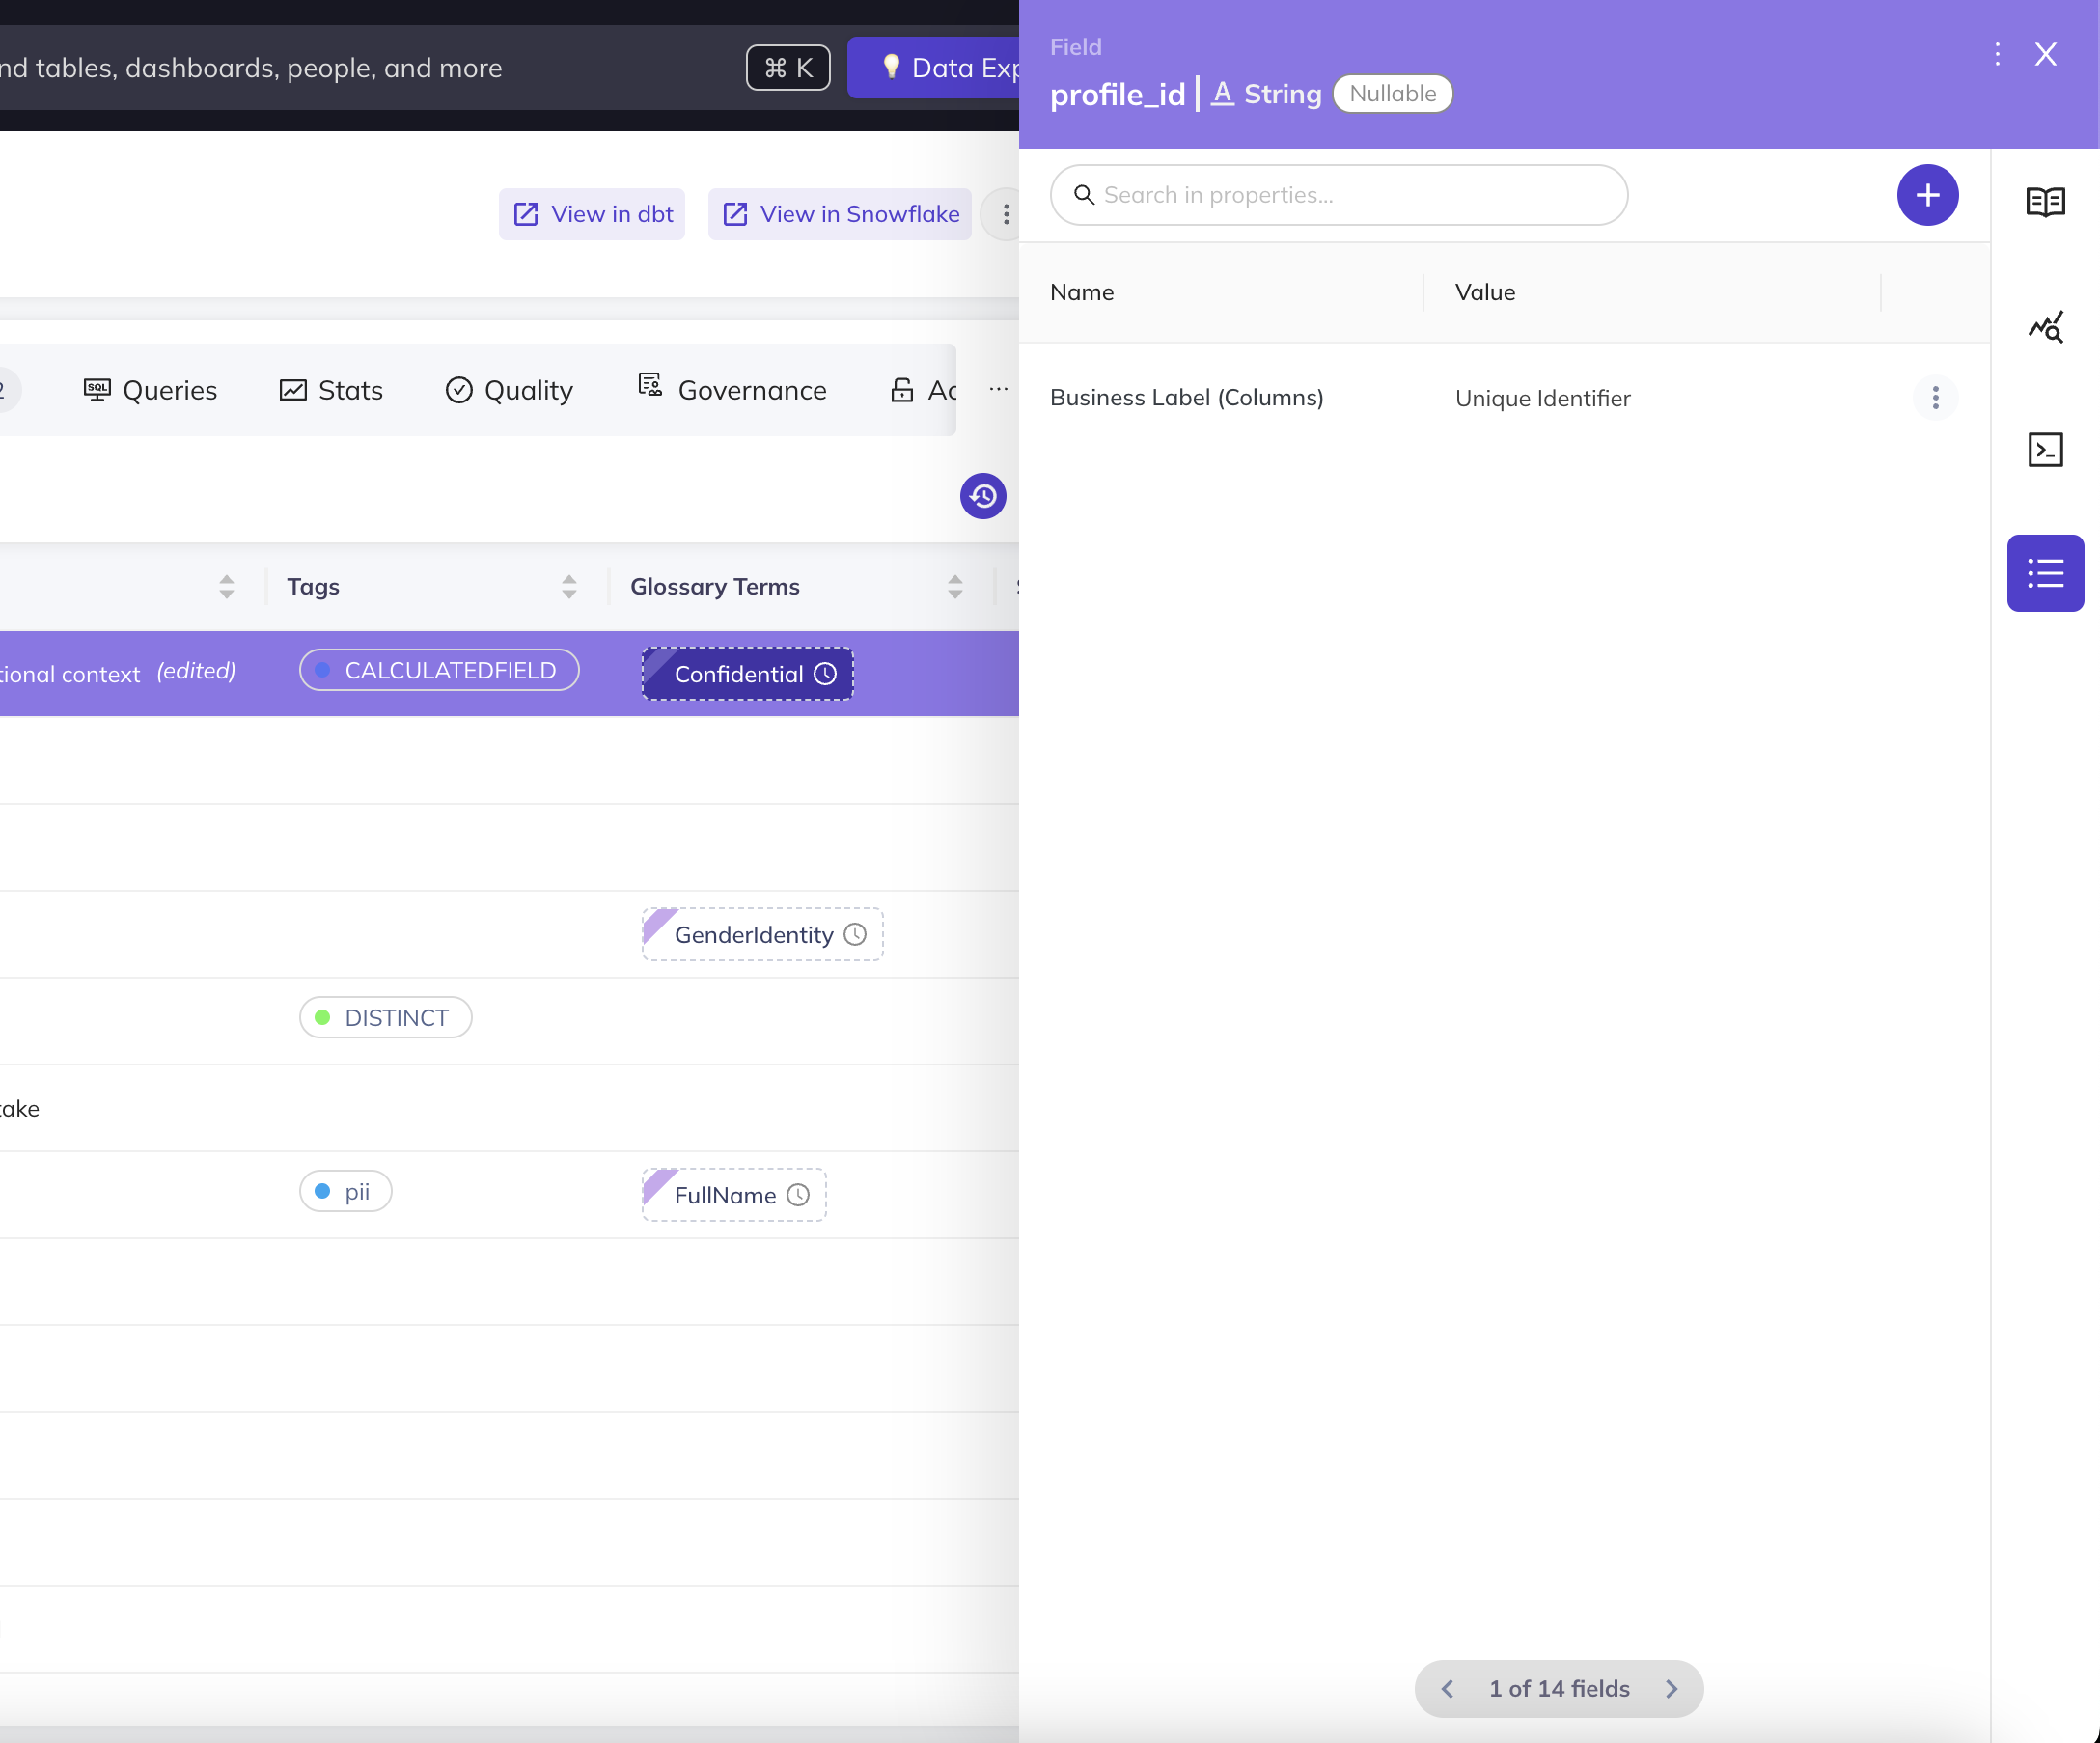 nd tables, dashboards, people, and more
⌘ K
Data Exp
View in dbt
View in Snowflake
2
SQL
Queries
Stats
Quality
Governance
Ac
...
Tags
Glossary Terms
tional context (edited)
CALCULATEDFIELD
Confidential
GenderIdentity
DISTINCT
take
pii
FullName
Field
profile_id
A String
Nullable
X
Search in properties...
+
Name
Value
Business Label (Columns)
Unique Identifier
1 of 14 fields